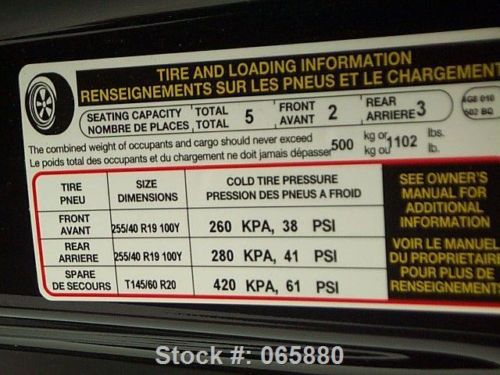 TIRE AND LOADING INFORMATION
RENSEIGNEMENTS SUR LES PNEUS ET LE CHARGEMENT
SEATING CAPACITY TOTAL 5 FRONT 2 REAR 3
NOMBRE DE PLACES TOTAL AVANT ARRIERE
The combined weight of occupants and cargo should never exceed 500 kg or 1102 lbs.
Le poids total des occupants et du chargement ne doit jamais dépasser kg ou lb.
TIRE SIZE COLD TIRE PRESSURE
PNEU DIMENSIONS PRESSION DES PNEUS A FROID
FRONT
AVANT 255/40 R19 100Y 260 KPA, 38 PSI
REAR
ARRIERE 255/40 R19 100Y 280 KPA, 41 PSI
SPARE
DE SECOURS T145/60 R20 420 KPA, 61 PSI
SEE OWNER'S
MANUAL FOR
ADDITIONAL
INFORMATION
VOIR LE MANUEL
DU PROPRIETAIRE
POUR PLUS DE
RENSEIGNEMENTS
Stock #: 065880